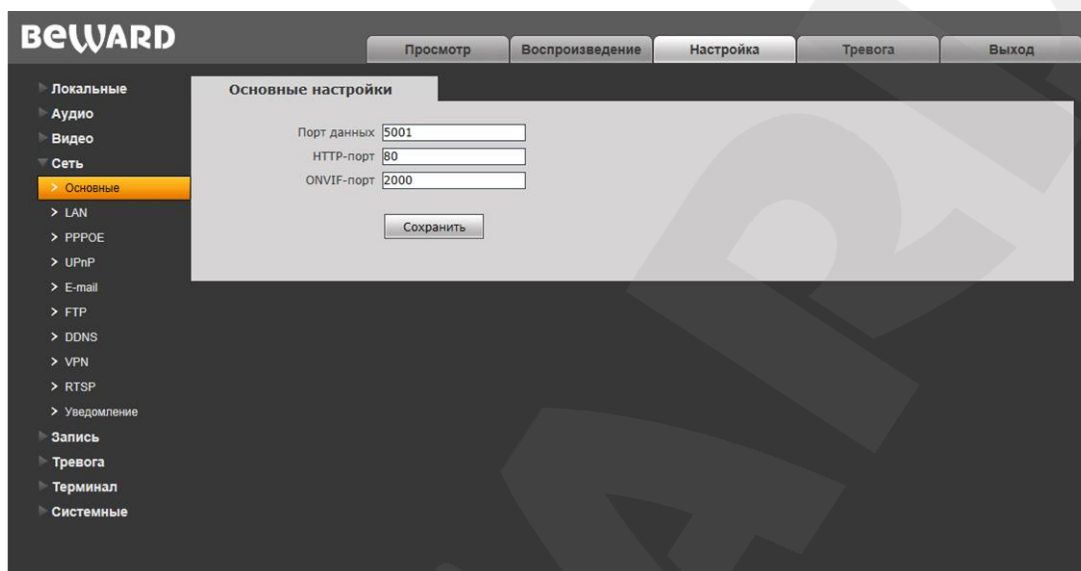 BEWARD
Просмотр
Воспроизведение
Настройка
Тревога
Выход
Локальные
Аудио
Видео
Сеть
Основные
LAN
PPPOE
UPnP
E-mail
FTP
DDNS
VPN
RTSP
Уведомление
Запись
Тревога
Терминал
Системные
Основные настройки
Порт данных 5001
HTTP-порт 80
ONVIF-порт 2000
Сохранить